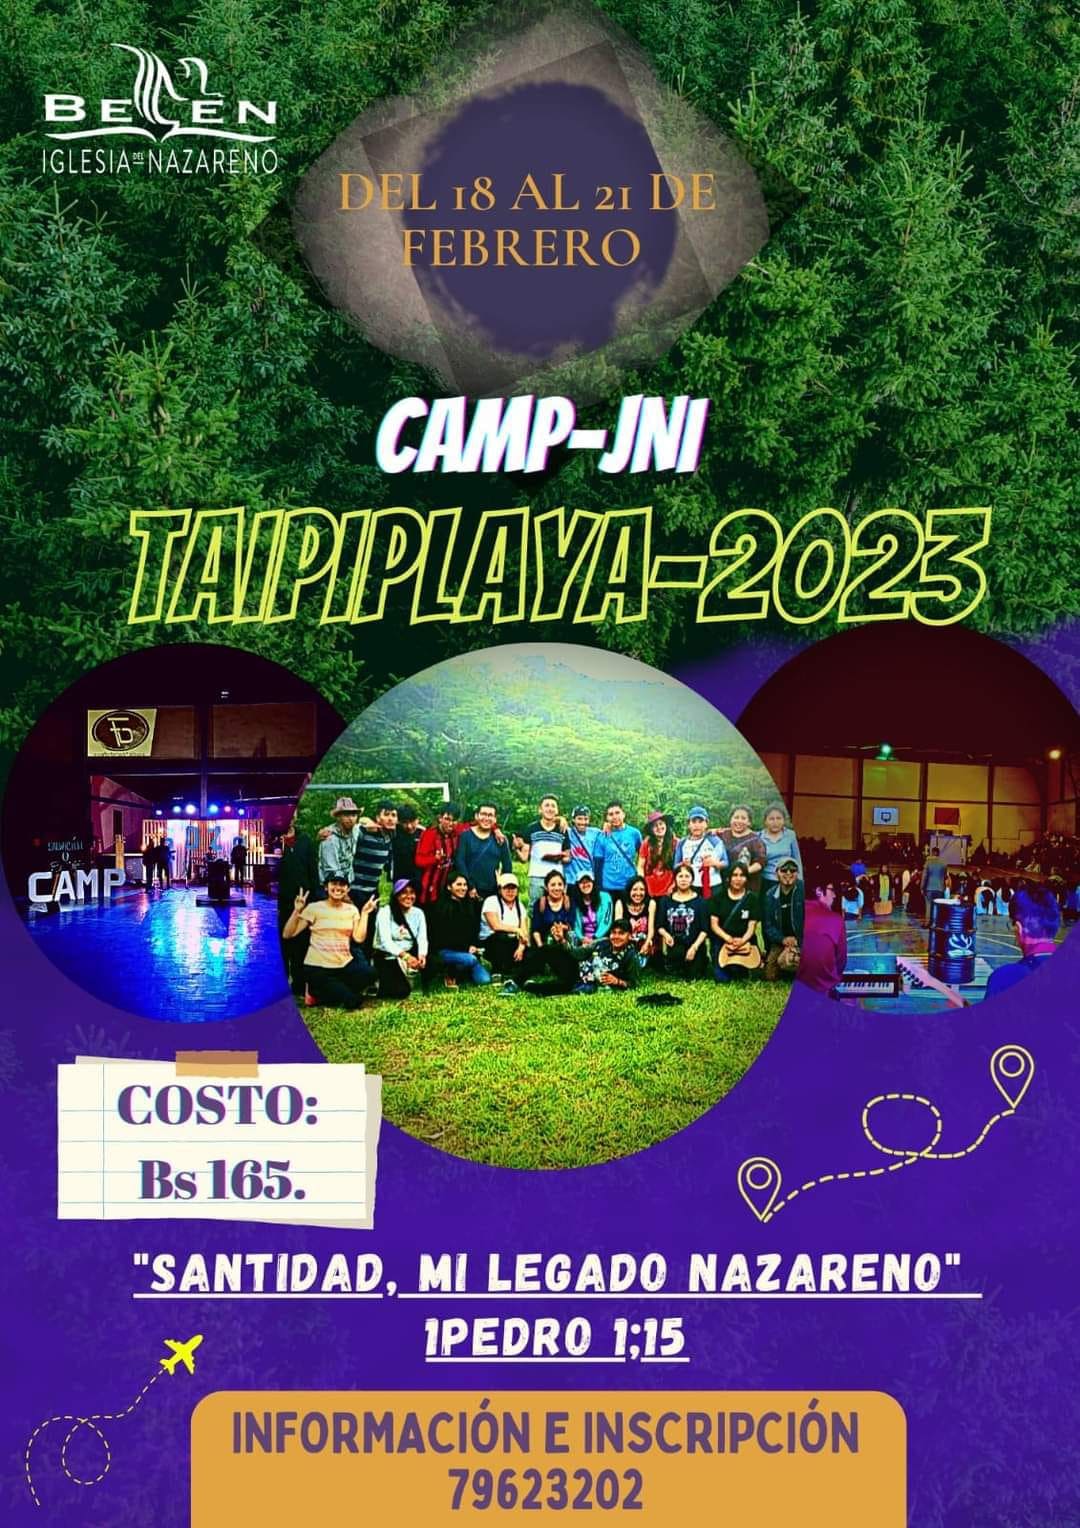 BELEN
IGLESIA DEL NAZARENO
DEL 18 AL 21 DE
FEBRERO
CAMP-JNI
TAIPIPLAYA-2023
CAMP
COSTO:
Bs 165.
"SANTIDAD, MI LEGADO NAZARENO"
1PEDRO 1;15
INFORMACIÓN E INSCRIPCIÓN
79623202